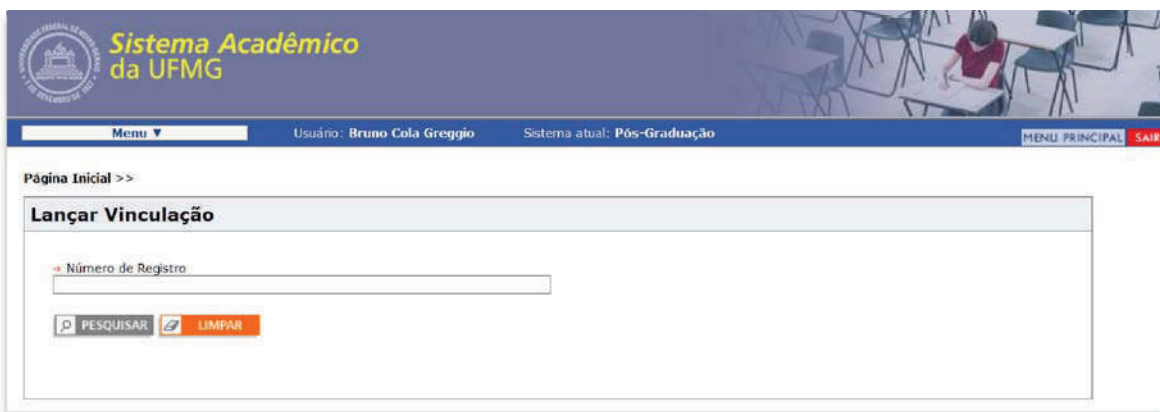 Sistema Acadêmico
da UFMG
Menu ▼ Usuário: Bruno Cola Greggio Sistema atual: Pós-Graduação MENU PRINCIPAL SAIR
Página Inicial >>
Lançar Vinculação
Número de Registro
PESQUISAR LIMPAR